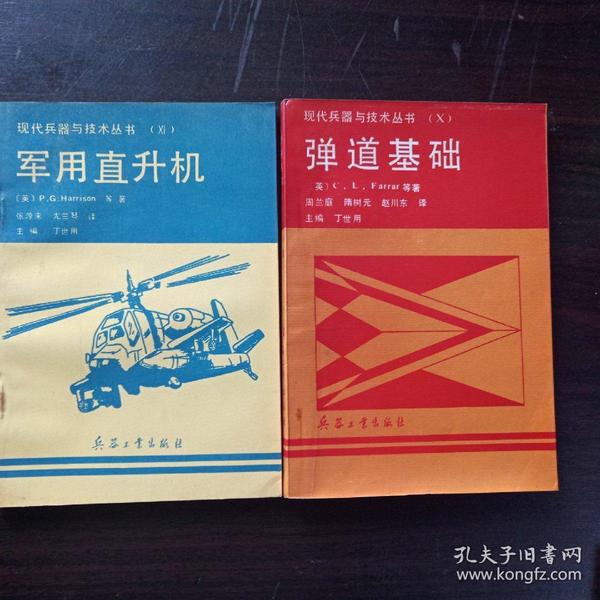 现代兵器与技术丛书 (XI)
军用直升机
(英) P.G.Harrison 等 著
尤兰琴 译
主 编 丁世用
兵器工业出版社
现代兵器与技术丛书 (X)
弹道基础
英) C.L.Farrar 等著
周兰庭 隋树元 赵川东 译
主编 丁世用
兵器工业出版社
孔夫子旧书网
www.kongfz.com